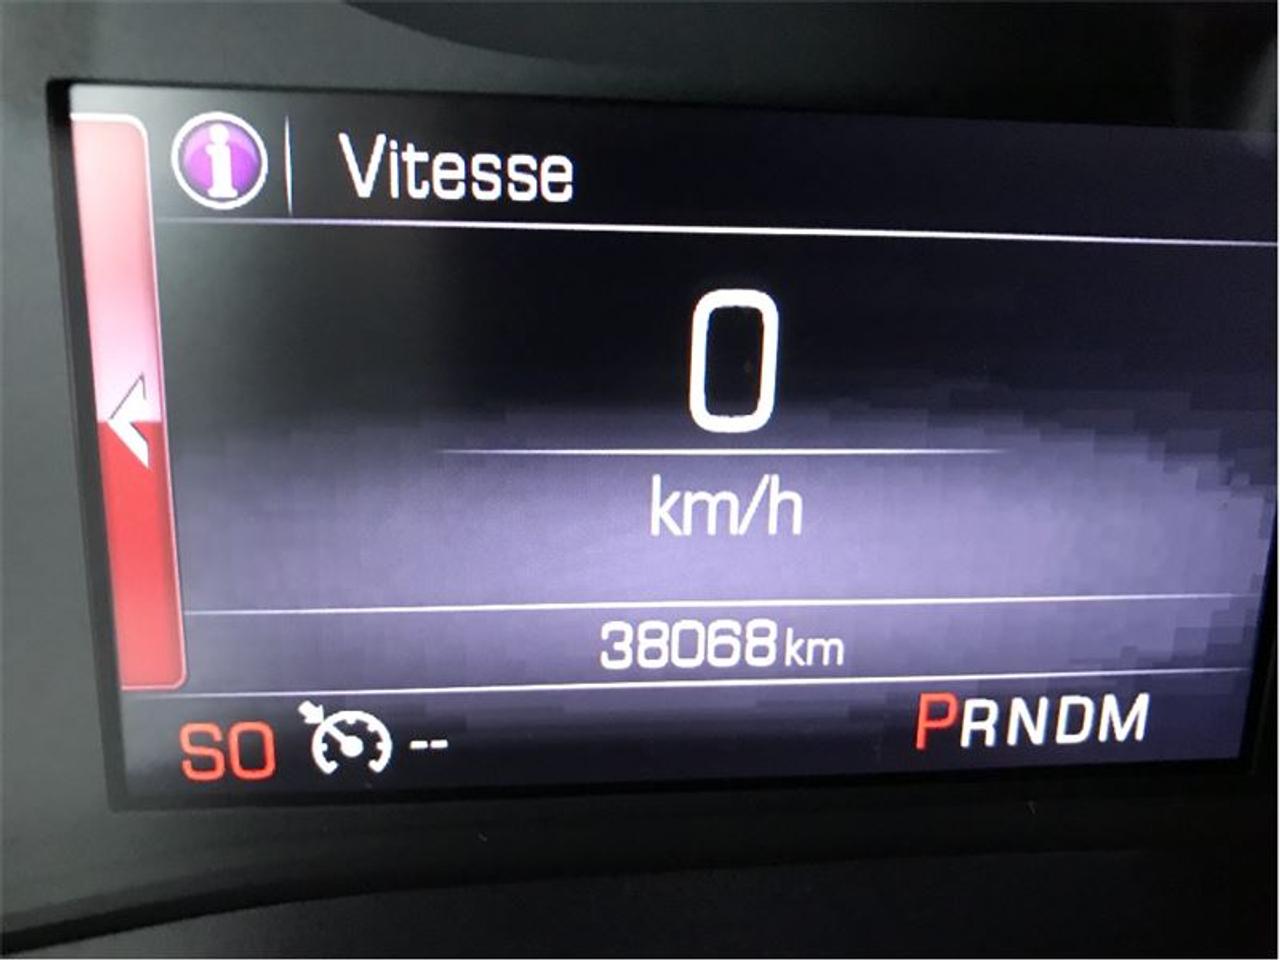 i Vitesse
0
km/h
38068 km
SO --
PRNDM